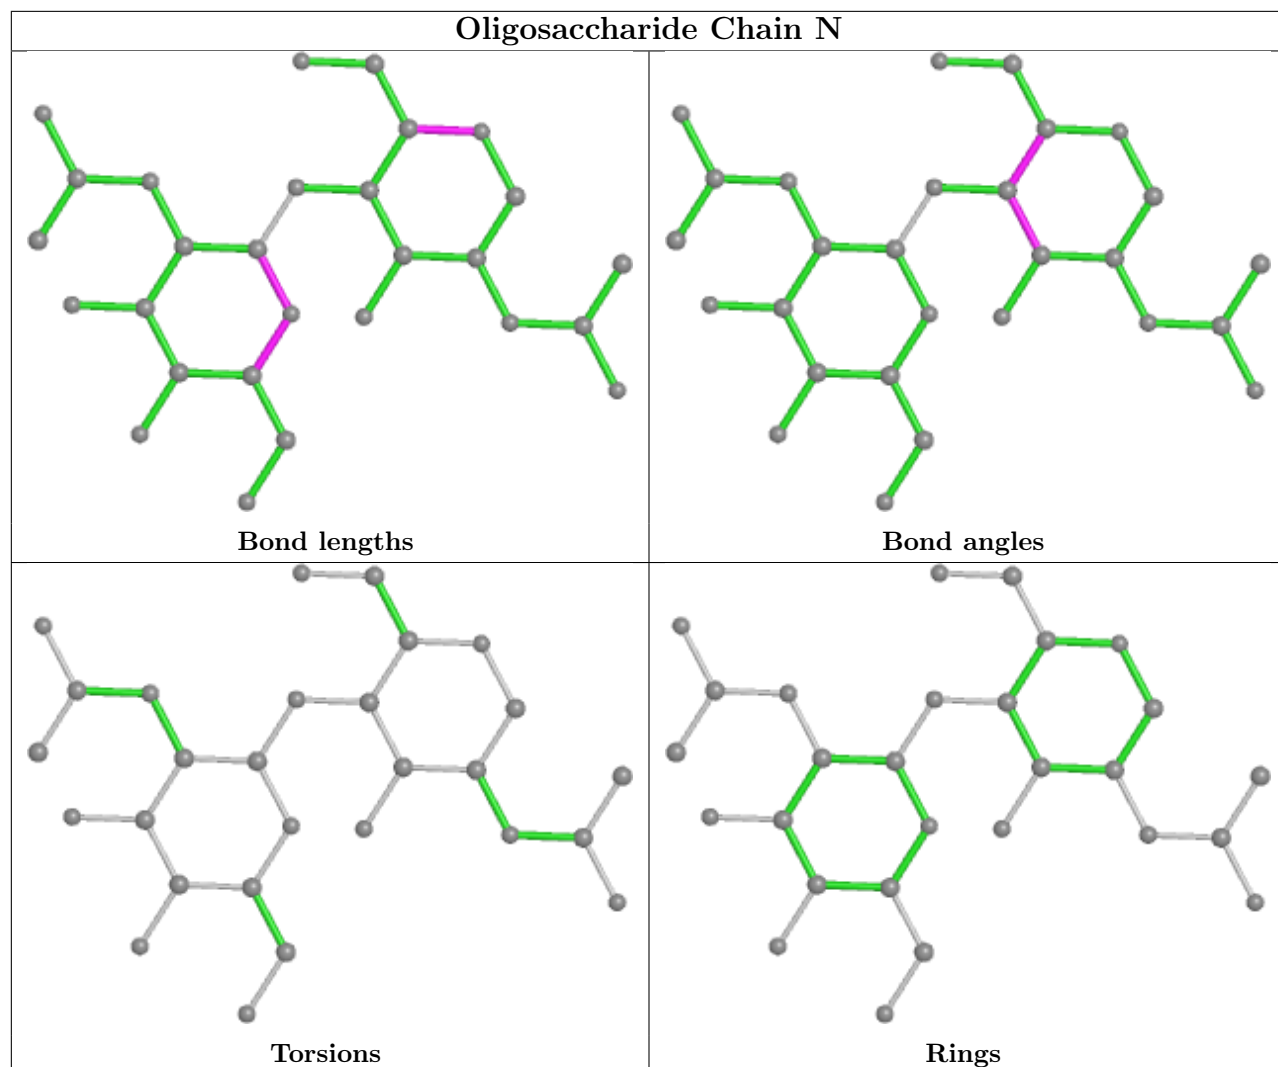 Oligosaccharide Chain N
Bond lengths
Bond angles
Torsions
Rings